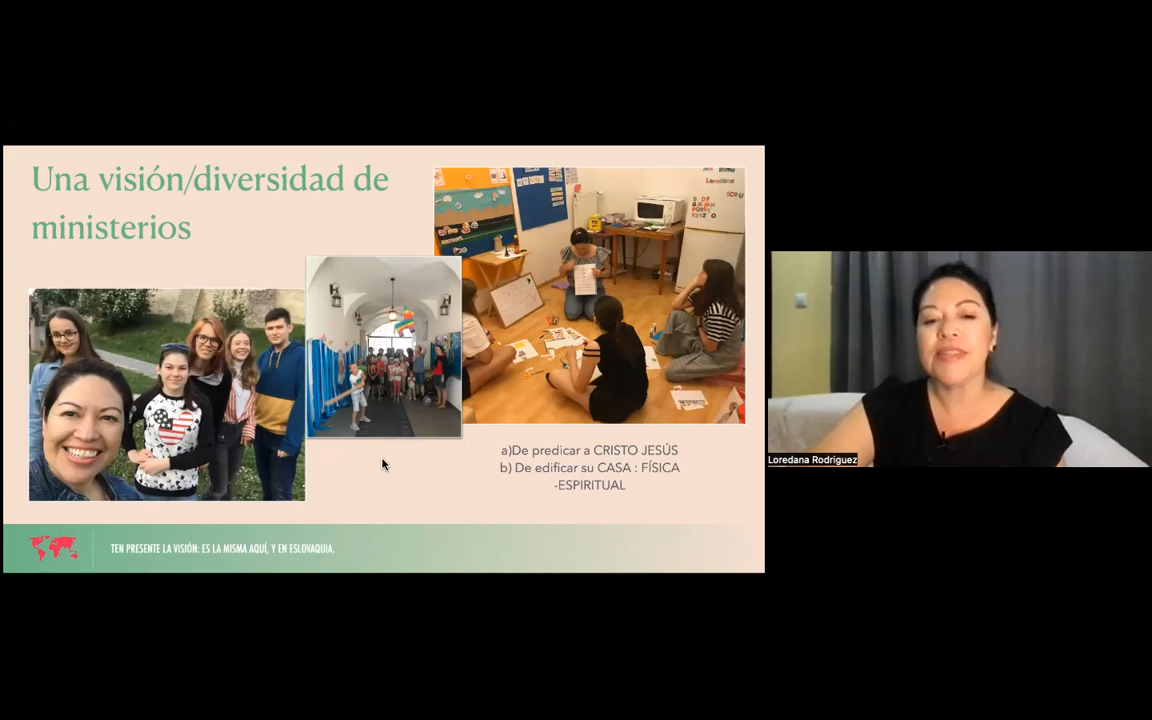 Una visión/diversidad de
ministerios
a)De predicar a CRISTO JESÚS
b) De edificar su CASA : FÍSICA
-ESPIRITUAL
TEN PRESENTE LA VISIÓN: ES LA MISMA AQUÍ, Y EN ESLOVAQUIA.
Loredana Rodriguez